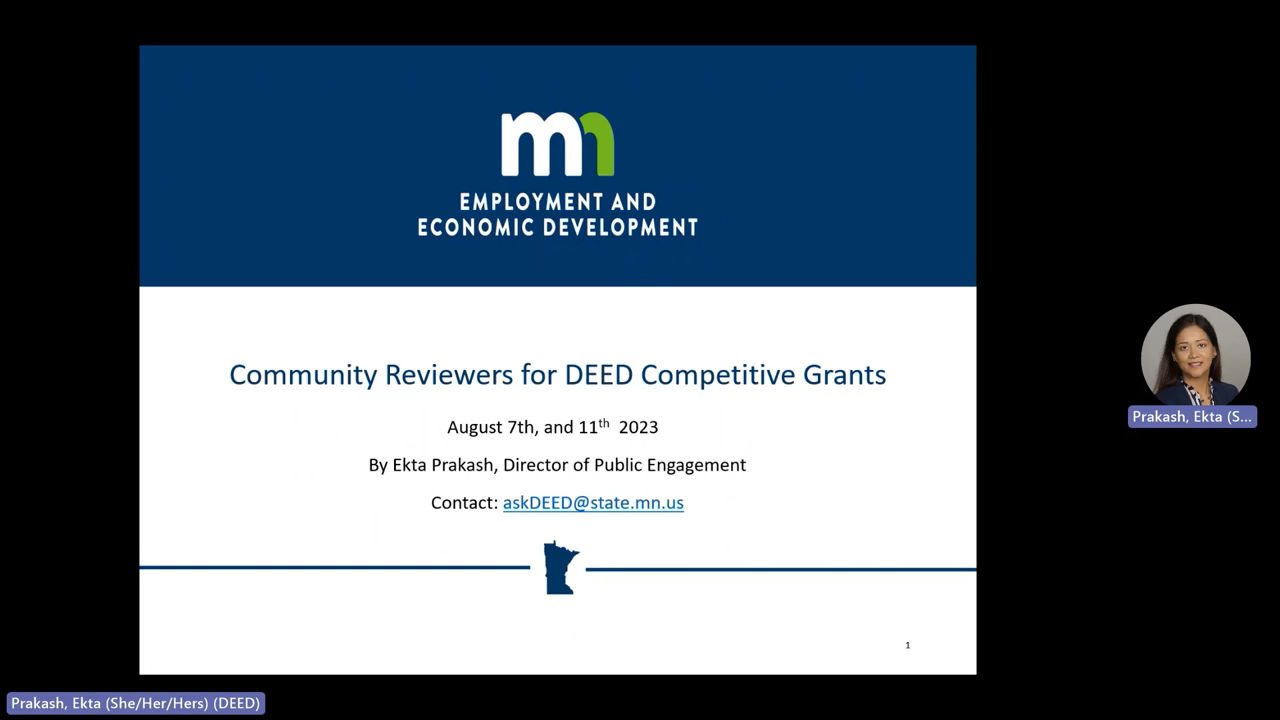 mn
EMPLOYMENT AND
ECONOMIC DEVELOPMENT
Community Reviewers for DEED Competitive Grants
August 7th, and 11th 2023
By Ekta Prakash, Director of Public Engagement
Contact: askDEED@state.mn.us
1
Prakash, Ekta (S...
Prakash, Ekta (She/Her/Hers) (DEED)